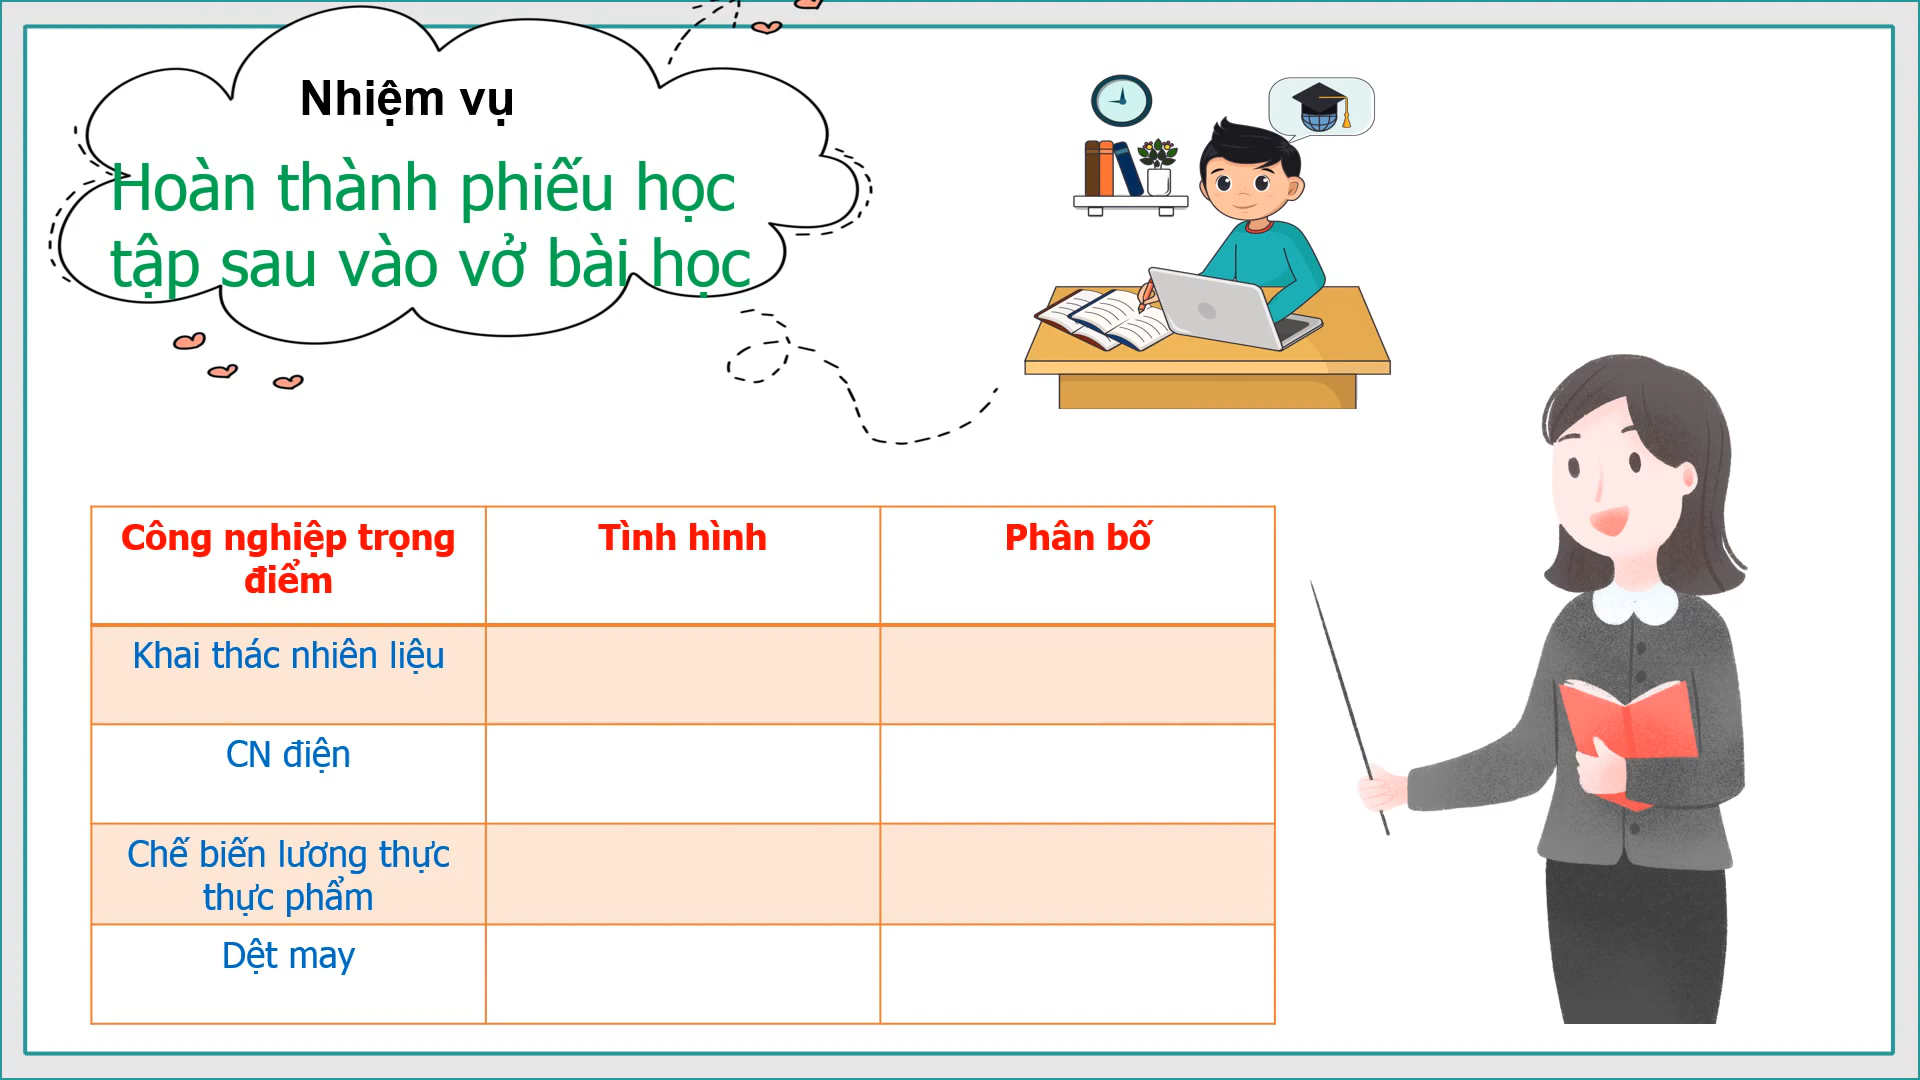 Nhiệm vụ
Hoàn thành phiếu học
tập sau vào vở bài học
Công nghiệp trọng
điểm
Tình hình
Phân bố
Khai thác nhiên liệu
CN điện
Chế biến lương thực
thực phẩm
Dệt may